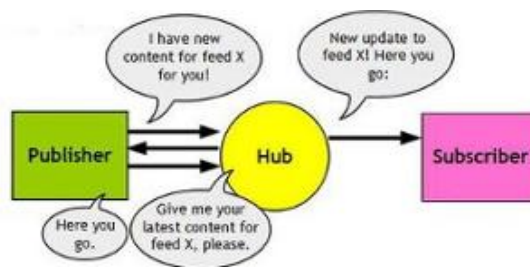 I have new
content for feed X
for you!
New update to
feed X! Here you
go:
Publisher
Hub
Subscriber
Here you
go.
Give me your
latest content for
feed X, please.